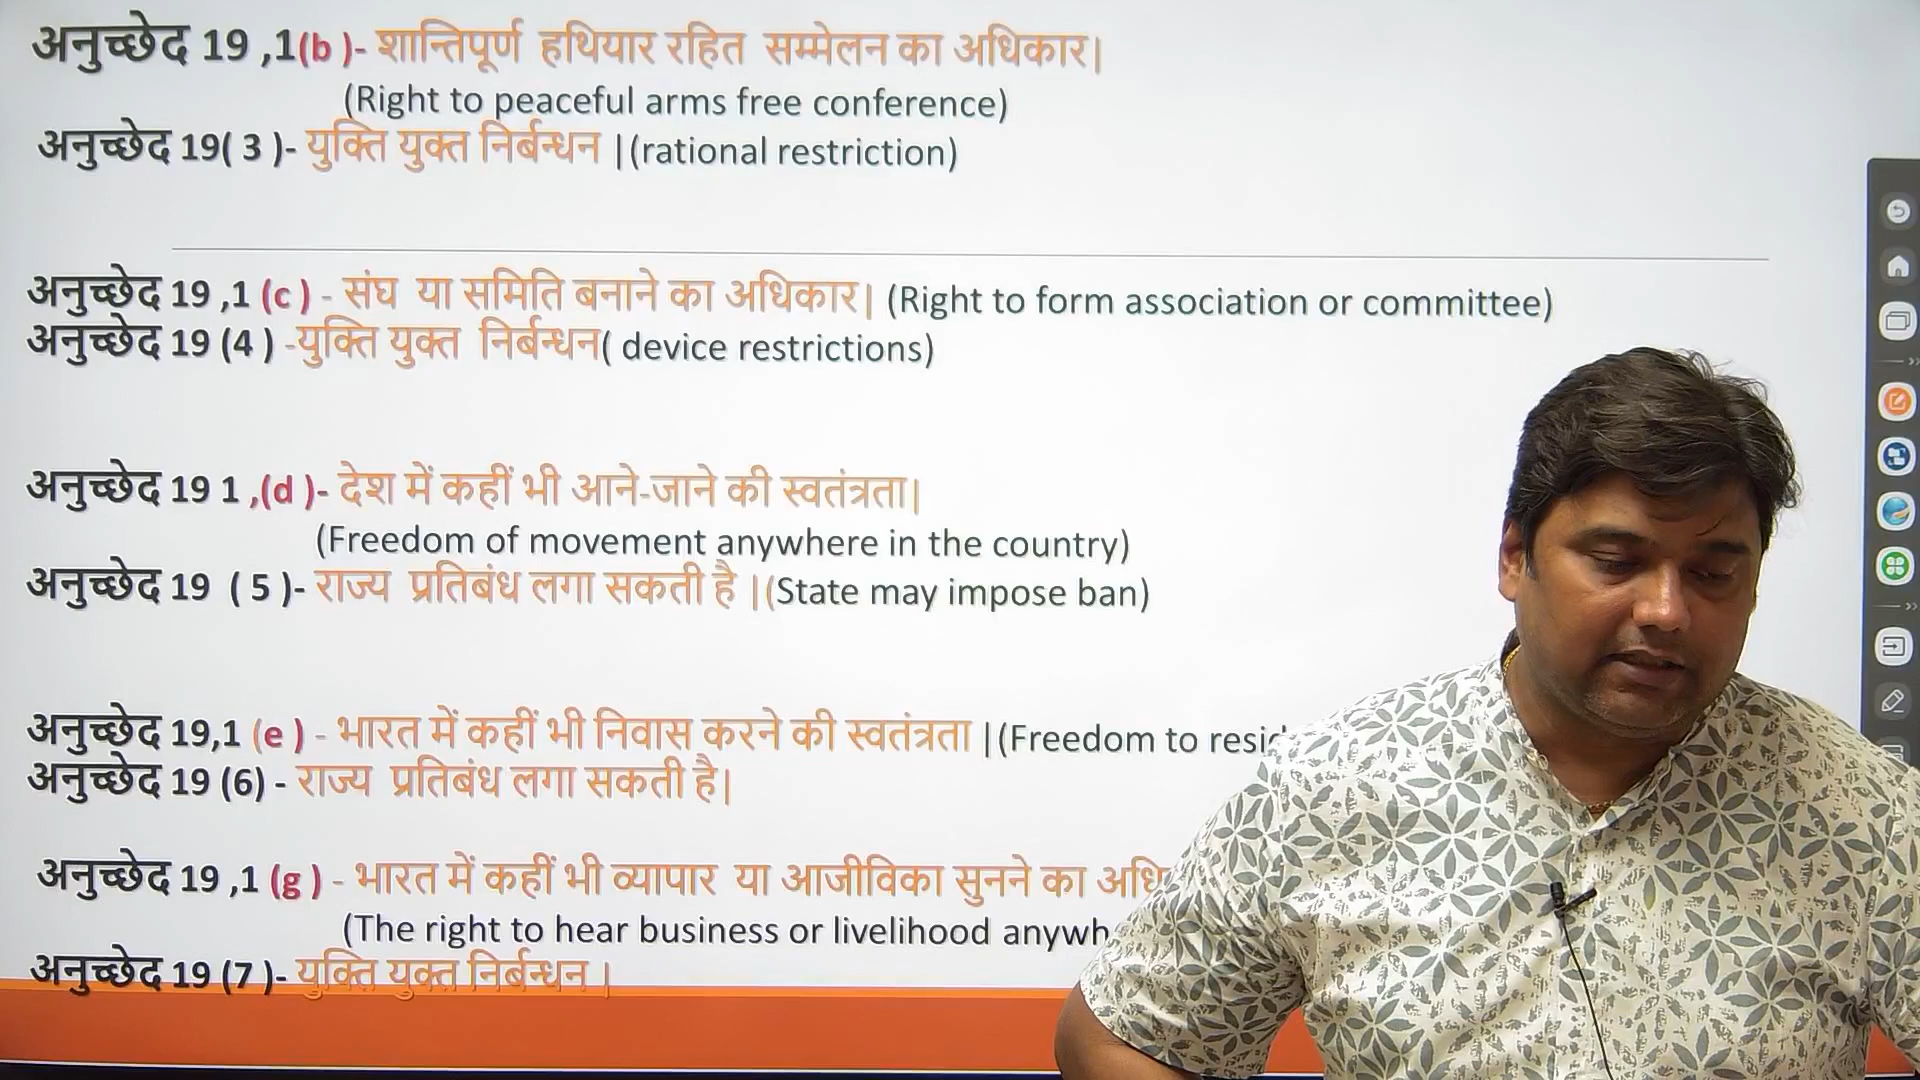 अनुच्छेद 19 ,1(b )- शान्तिपूर्ण हथियार रहित सम्मेलन का अधिकार|
(Right to peaceful arms free conference)
अनुच्छेद 19( 3 )- युक्ति युक्त निर्बन्धन |(rational restriction)
अनुच्छेद 19 ,1 (c ) - संघ या समिति बनाने का अधिकार| (Right to form association or committee)
अनुच्छेद 19 (4 ) -युक्ति युक्त निर्बन्धन( device restrictions)
अनुच्छेद 19 1 ,(d )- देश में कहीं भी आने-जाने की स्वतंत्रता|
(Freedom of movement anywhere in the country)
अनुच्छेद 19 ( 5 )- राज्य प्रतिबंध लगा सकती है |(State may impose ban)
अनुच्छेद 19,1 (e ) - भारत में कहीं भी निवास करने की स्वतंत्रता |(Freedom to
अनुच्छेद 19 (6) - राज्य प्रतिबंध लगा सकती है|
अनुच्छेद 19 ,1 (g ) - भारत में कहीं भी व्यापार या आजीविका सुनने का
(The right to hear business or livelihood
अनुच्छेद 19 (7 )- युक्ति युक्त निर्बन्धन |